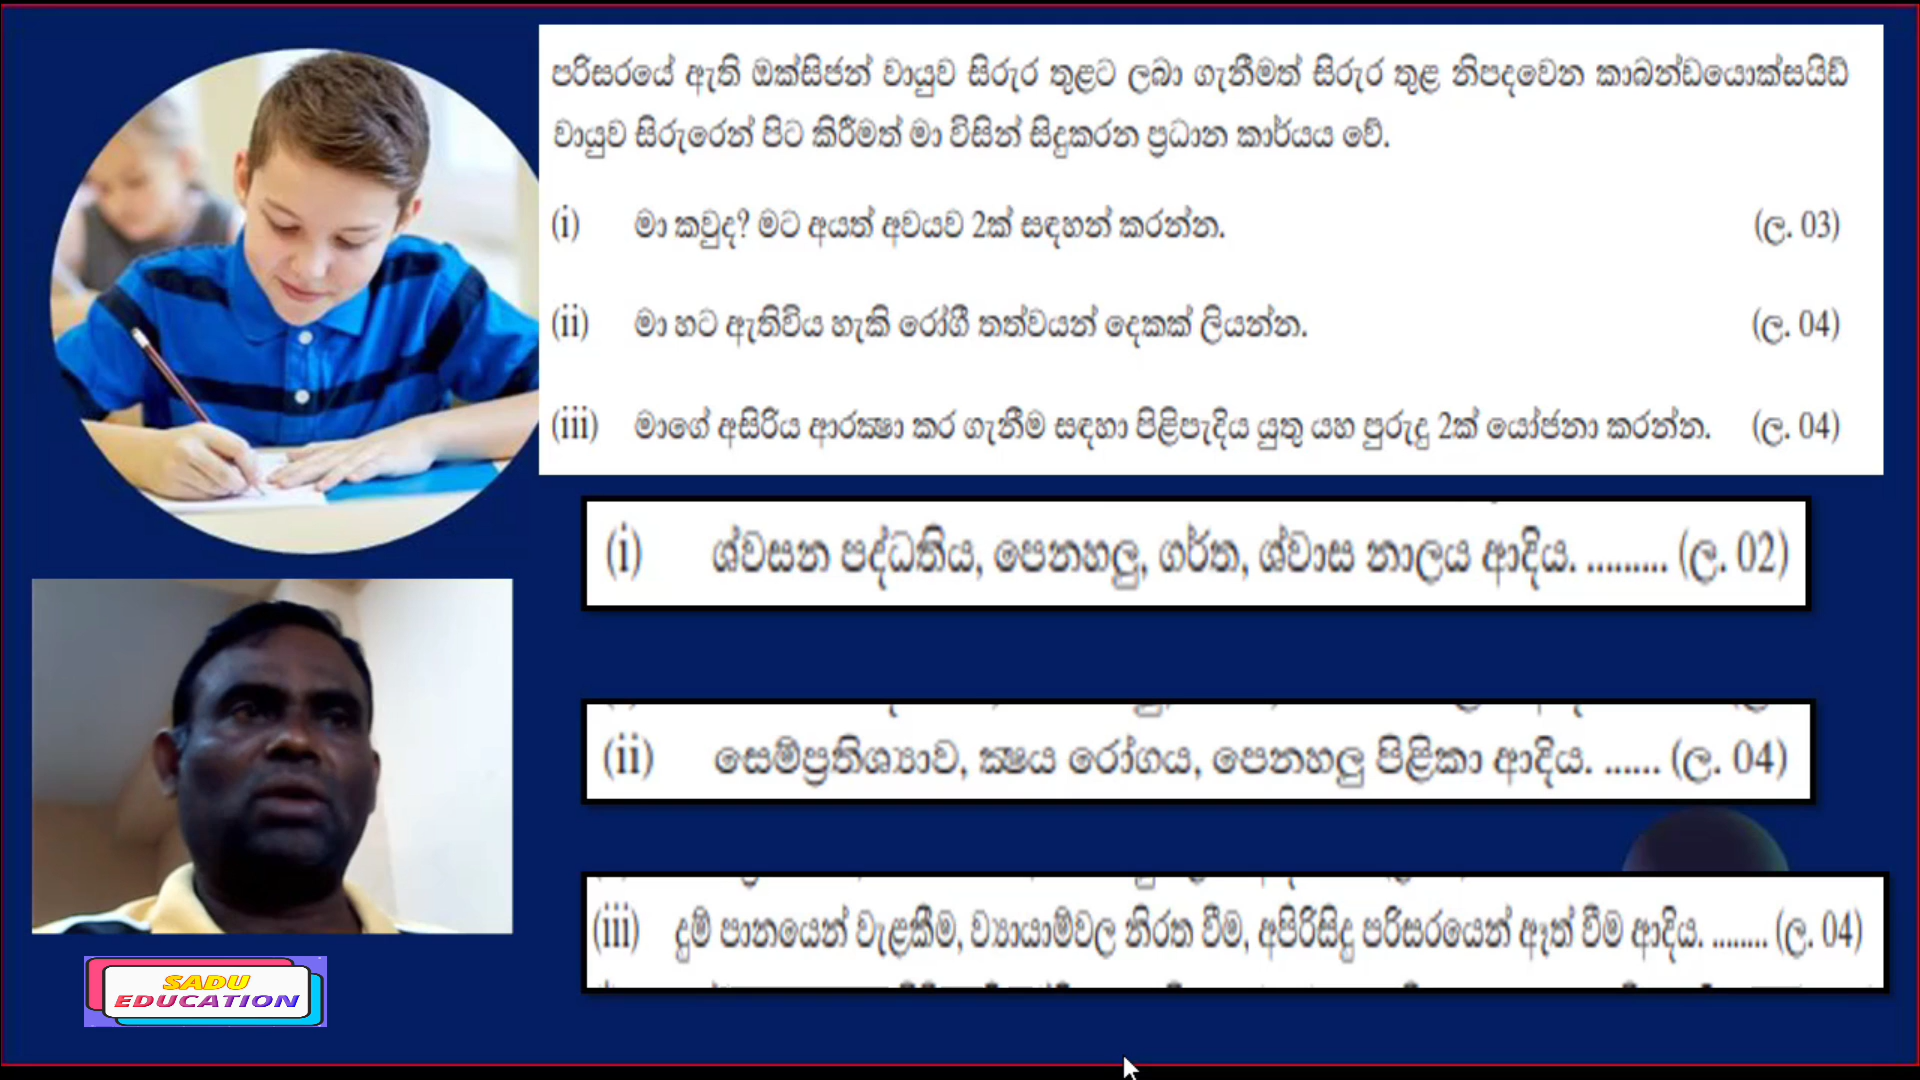 පරිසරයේ ඇති ඔක්සිජන් වායුව සිරුර තුළට ලබා ගැනීමත් සිරුර තුළ නිපදවෙන කාබන්ඩයොක්සයිඩ්
වායුව සිරුරෙන් පිට කිරීමත් මා විසින් සිදුකරන ප්‍රධාන කාර්යය වේ.
(i) මා කවුද? මට අයත් අවයව 2ක් සඳහන් කරන්න. (ල. 03)
(ii) මා හට ඇතිවිය හැකි රෝගී තත්වයන් දෙකක් ලියන්න. (ල. 04)
(iii) මාගේ අසිරිය ආරක්‍ෂා කර ගැනීම සඳහා පිළිපැදිය යුතු යහ පුරුදු 2ක් යෝජනා කරන්න. (ල. 04)
(i) ශ්වසන පද්ධතිය, පෙනහලු, ගර්ත, ශ්වාස නාලය ආදිය. ......... (ල. 02)
(ii) සෙම්ප්‍රතිශ්‍යාව, ක්‍ෂය රෝගය, පෙනහලු පිළිකා ආදිය. ...... (ල. 04)
(iii) දුම් පානයෙන් වැළකීම, ව්‍යායාම්වල නිරත වීම, අපිරිසිදු පරිසරයෙන් ඈත් වීම ආදිය. ........ (ල. 04)
SADU
EDUCATION